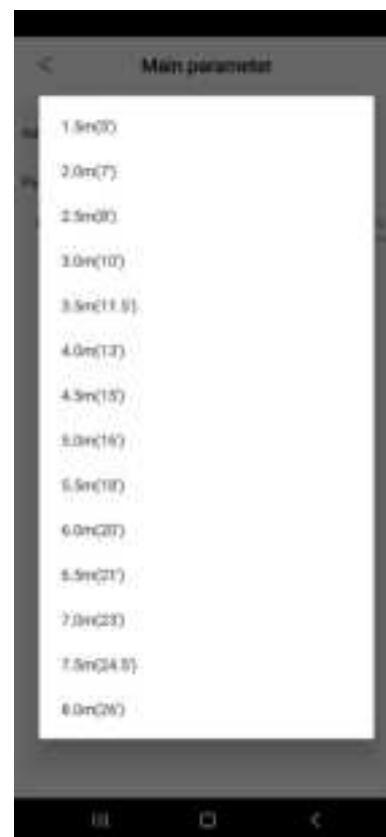 Main parameter
1.5m(5')
2.0m(7')
2.5m(8')
3.0m(10')
3.5m(11.5')
4.0m(13')
4.5m(15')
5.0m(16')
5.5m(18')
6.0m(20')
6.5m(21')
7.0m(23')
7.5m(24.5')
8.0m(26')